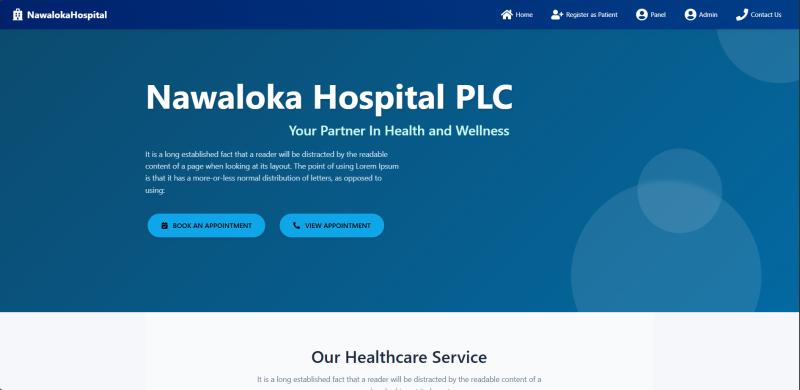 NawalokaHospital
Home
Register as Patient
Panel
Admin
Contact Us
Nawaloka Hospital PLC
Your Partner In Health and Wellness
It is a long established fact that a reader will be distracted by the readable
content of a page when looking at its layout. The point of using Lorem Ipsum
is that it has a more-or-less normal distribution of letters, as opposed to
using:
BOOK AN APPOINTMENT
VIEW APPOINTMENT
Our Healthcare Service
It is a long established fact that a reader will be distracted by the readable content of a